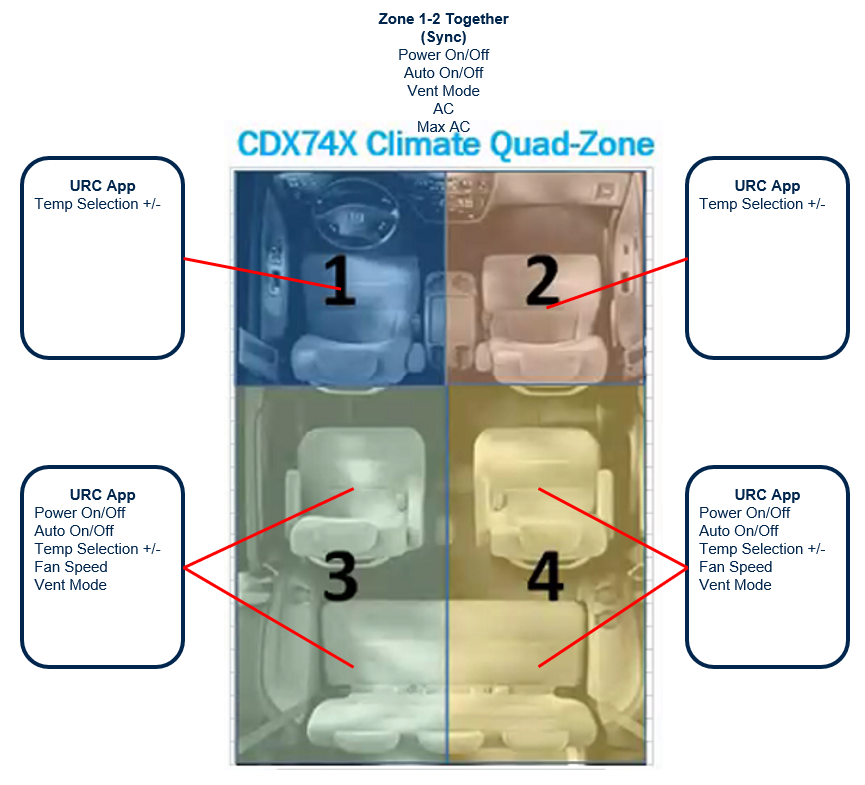 Zone 1-2 Together
(Sync)
Power On/Off
Auto On/Off
Vent Mode
AC
Max AC
CDX74X Climate Quad-Zone
URC App
Temp Selection +/-
URC App
Temp Selection +/-
1
2
URC App
Power On/Off
Auto On/Off
Temp Selection +/-
Fan Speed
Vent Mode
URC App
Power On/Off
Auto On/Off
Temp Selection +/-
Fan Speed
Vent Mode
3
4